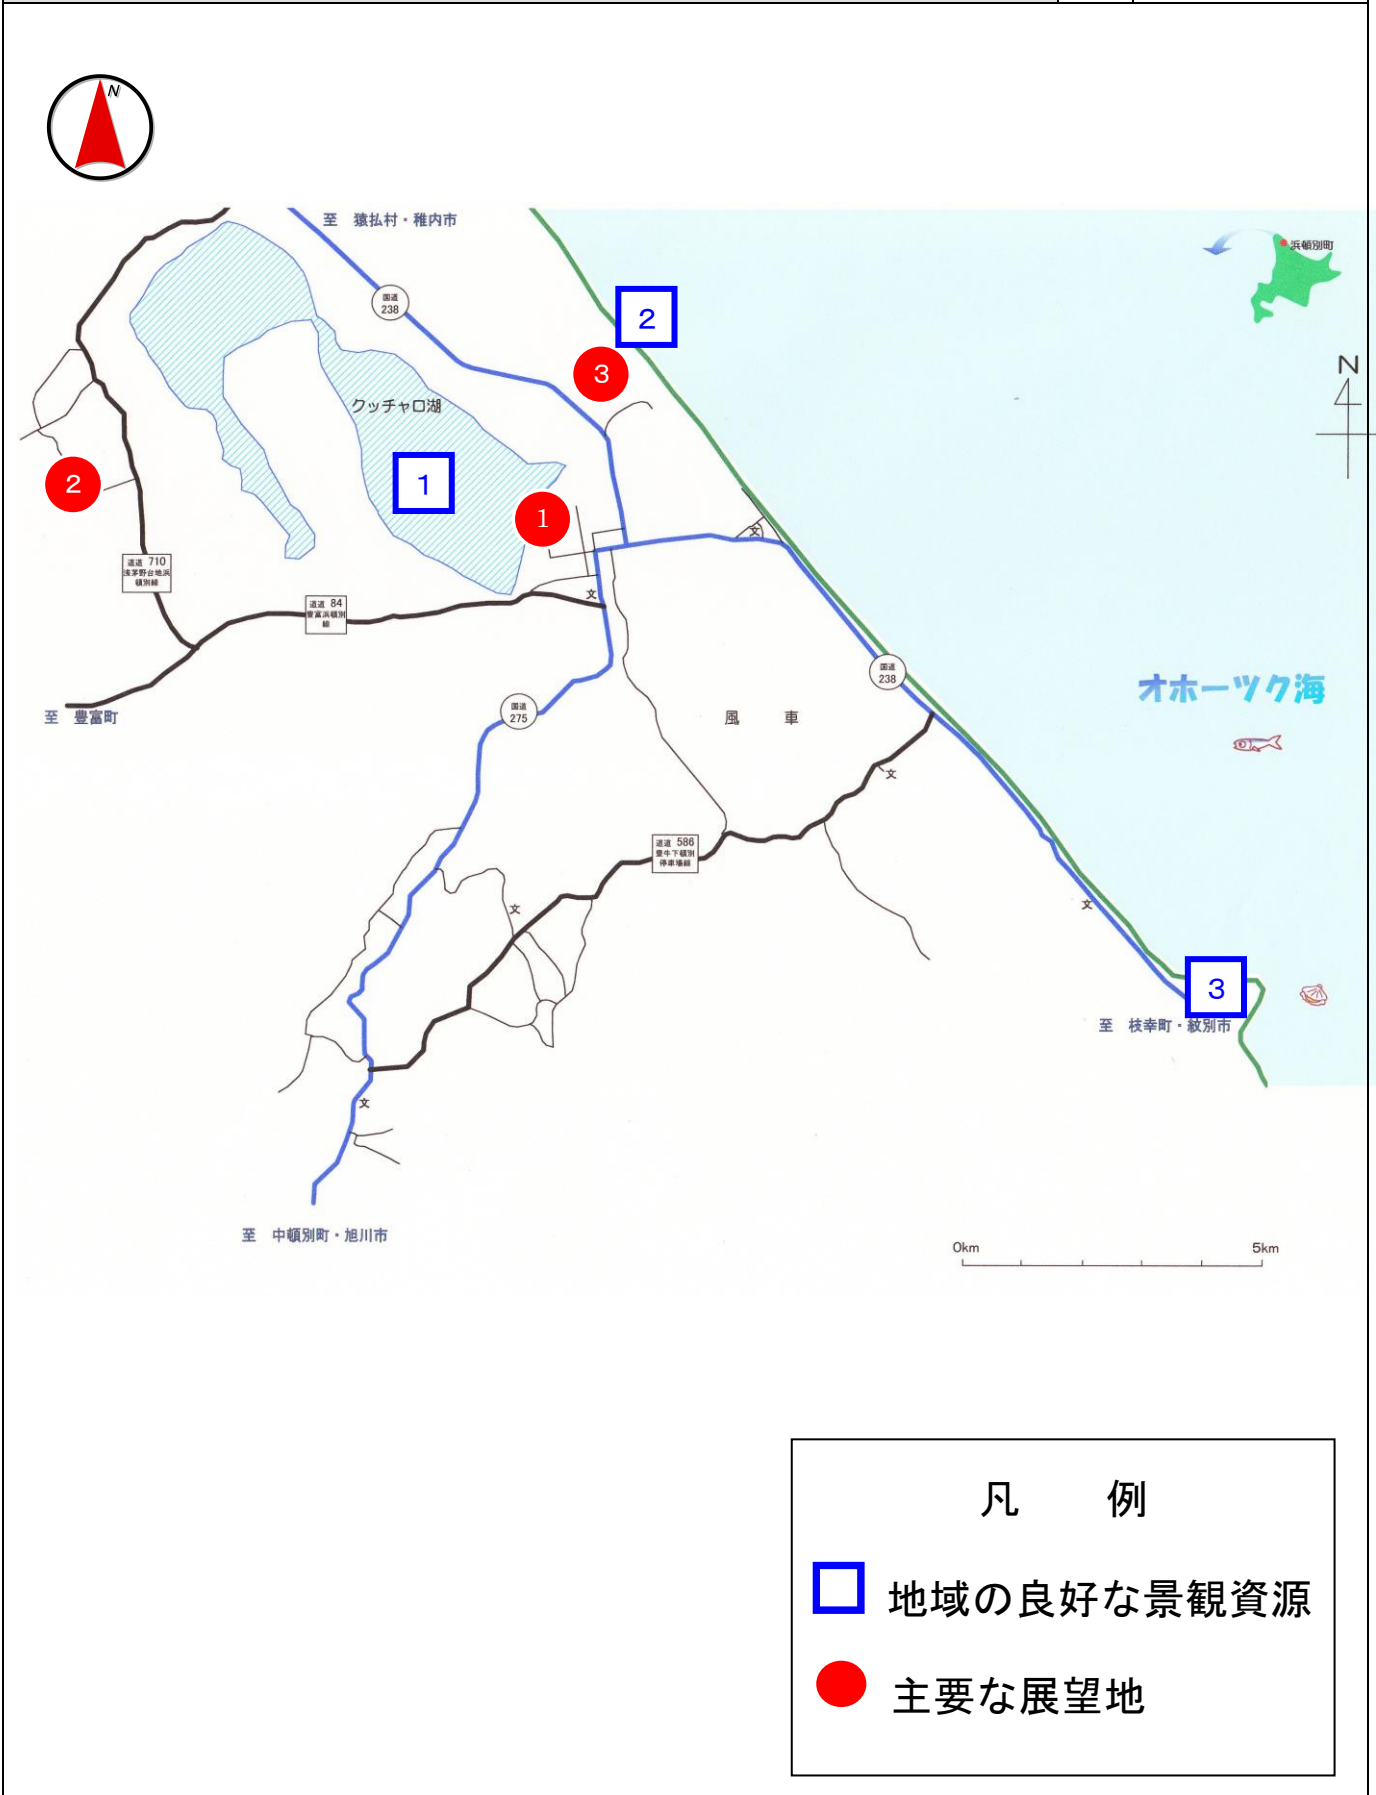 N
至 猿払村・稚内市
浜頓別町
国道
238
2
3
N
クッチャロ湖
2
1
1
文
道道 710
浅茅野台地浜
頓別線
道道 84
豊富浜頓別
線
文
国道
238
オホーツク海
至 豊富町
国道
275
風 車
文
道道 586
豊牛下頓別
停車場線
文
文
3
至 枝幸町・紋別市
文
至 中頓別町・旭川市
0km
5km
凡 例
地域の良好な景観資源
主要な展望地